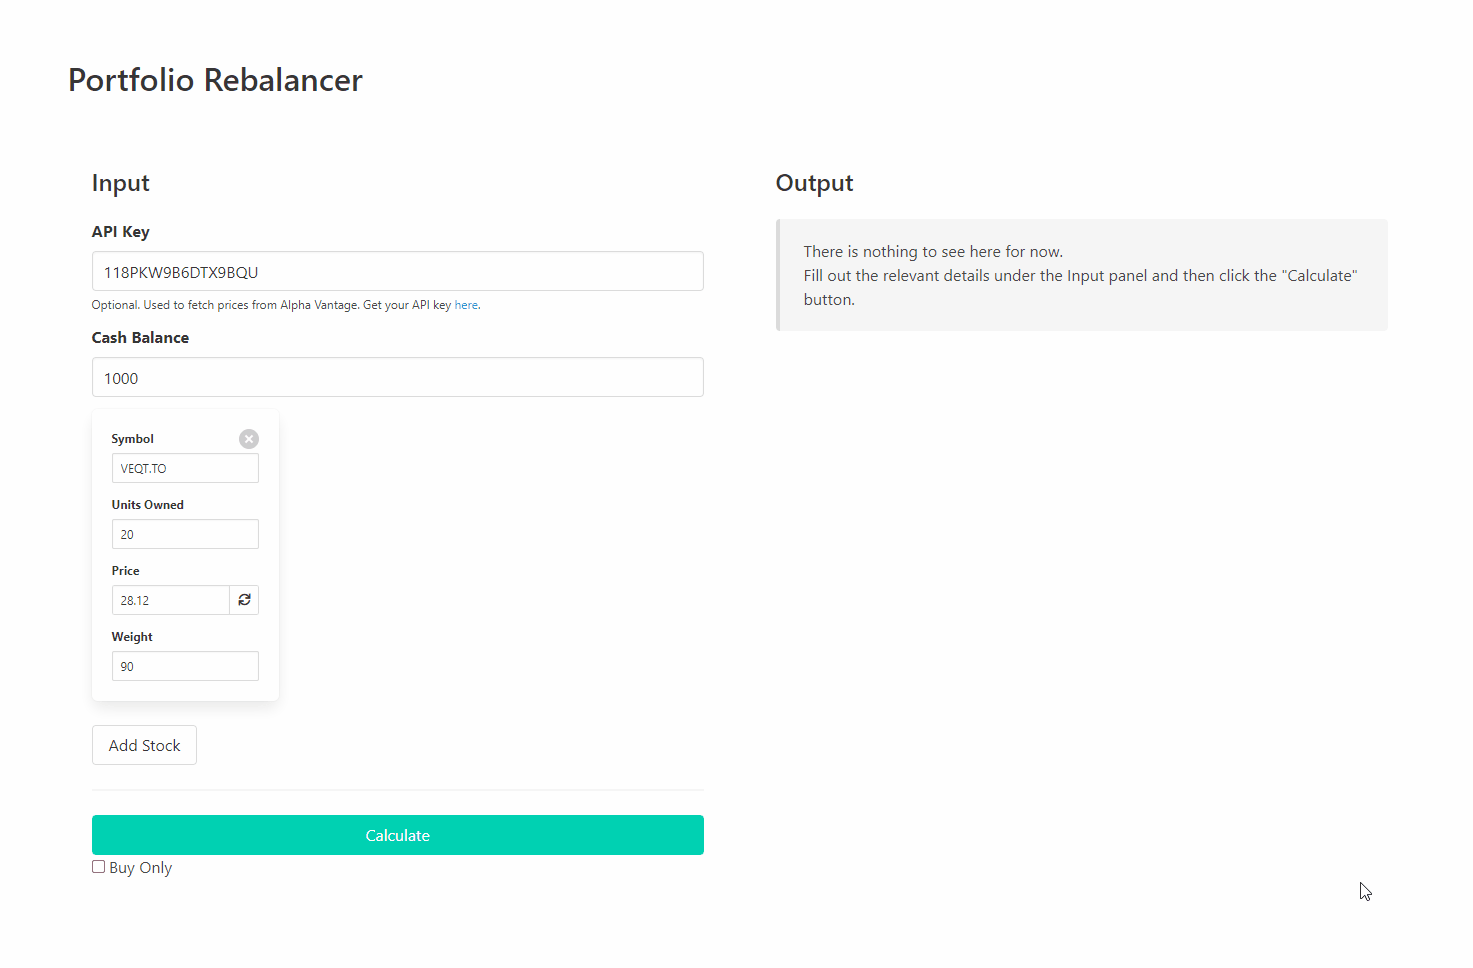 Portfolio Rebalancer
Input
API Key
118PKW9B6DTX9BQU
Optional. Used to fetch prices from Alpha Vantage. Get your API key here.
Cash Balance
1000
Symbol
VEQT.TO
Units Owned
20
Price
28.12
Weight
90
Add Stock
Calculate
Buy Only
Output
There is nothing to see here for now.
Fill out the relevant details under the Input panel and then click the "Calculate"
button.